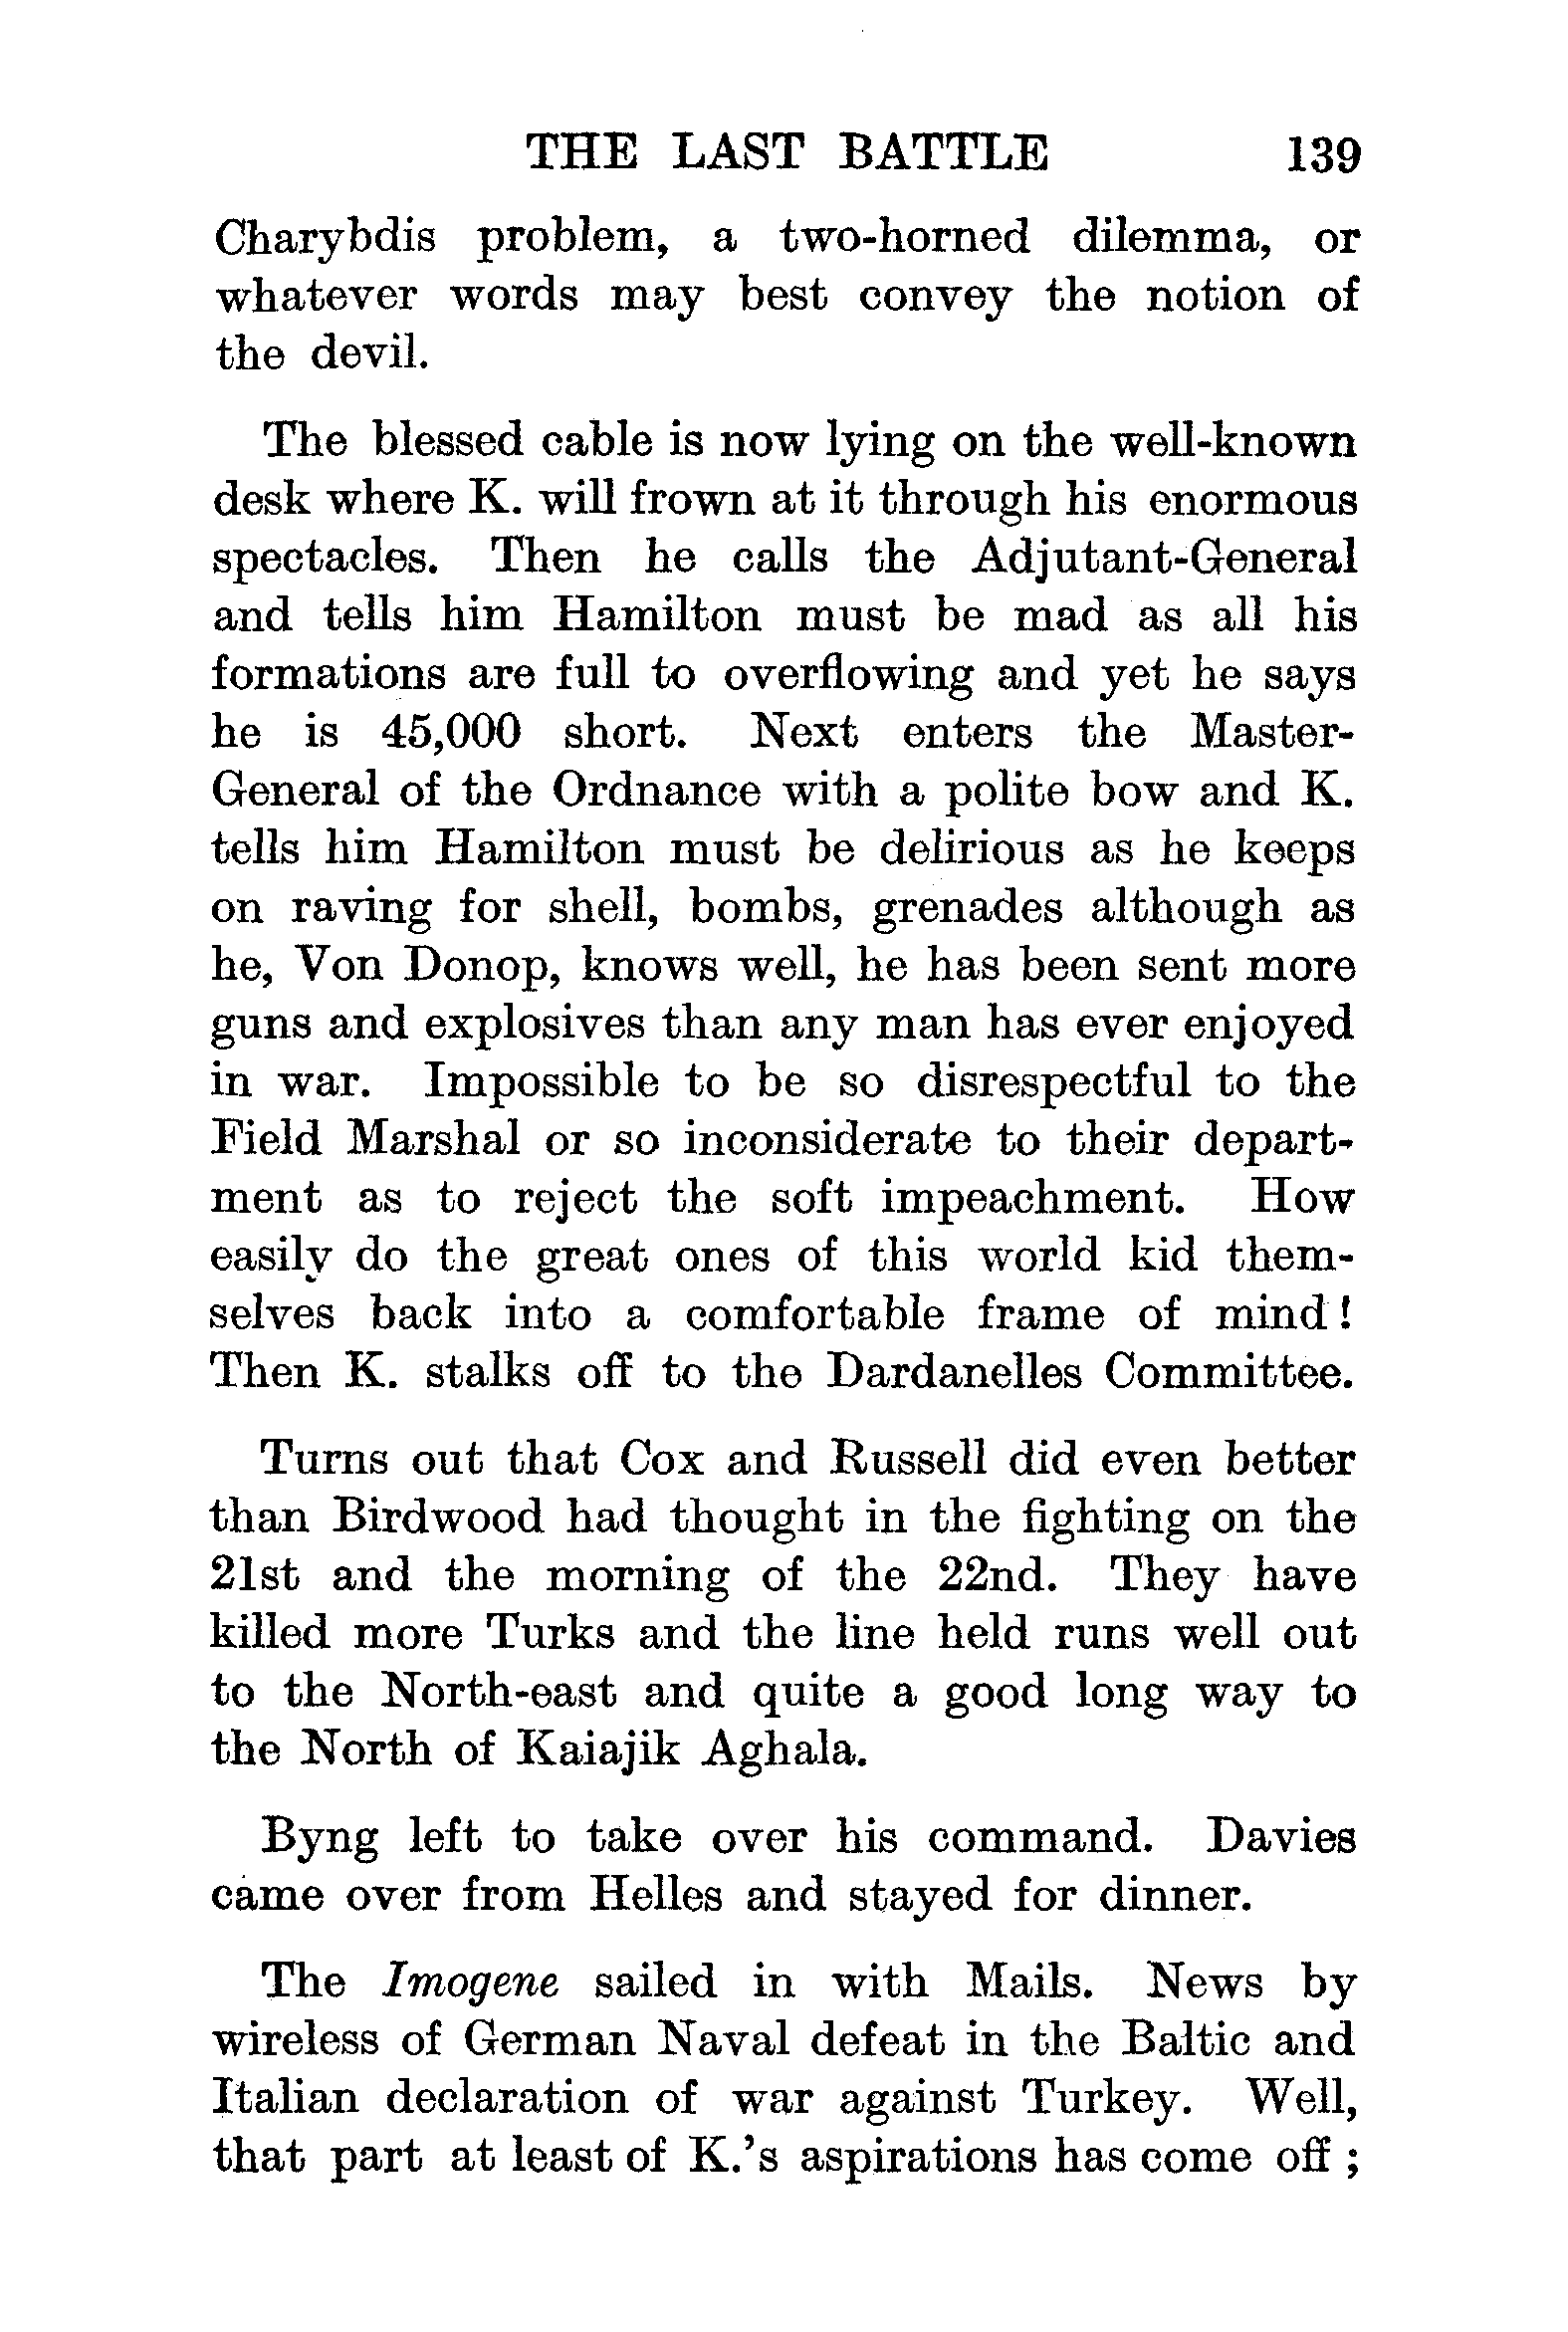 THE LAST BATTLE 139
Charybdis problem, a two-horned dilemma, or
whatever words may best convey the notion of
the devil.
The blessed cable is now lying on the well-known
desk where K. will frown at it through his enormous
spectacles. Then he calls the Adjutant-General
and tells him Hamilton must be mad as all his
formations are full to overflowing and yet he says
he is 45,000 short. Next enters the Master-
General of the Ordnance with a polite bow and K.
tells him Hamilton must be delirious as he keeps
on raving for shell, bombs, grenades although as
he, Von Donop, knows well, he has been sent more
guns and explosives than any man has ever enjoyed
in war. Impossible to be so disrespectful to the
Field Marshal or so inconsiderate to their depart-
ment as to reject the soft impeachment. How
easily do the great ones of this world kid them-
selves back into a comfortable frame of mind!
Then K. stalks off to the Dardanelles Committee.
Turns out that Cox and Russell did even better
than Birdwood had thought in the fighting on the
21st and the morning of the 22nd. They have
killed more Turks and the line held runs well out
to the North-east and quite a good long way to
the North of Kaiajik Aghala.
Byng left to take over his command. Davies
came over from Helles and stayed for dinner.
The Imogene sailed in with Mails. News by
wireless of German Naval defeat in the Baltic and
Italian declaration of war against Turkey. Well,
that part at least of K.'s aspirations has come off ;